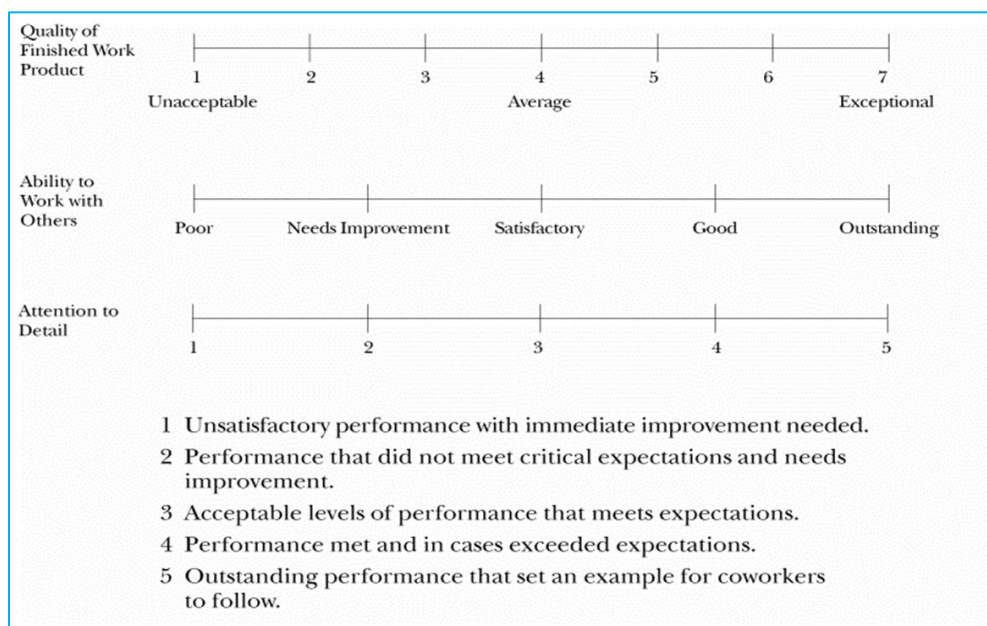 Quality of
Finished Work
Product
1 2 3 4 5 6 7
Unacceptable Average Exceptional
Ability to
Work with
Others
Poor Needs Improvement Satisfactory Good Outstanding
Attention to
Detail
1 2 3 4 5
1 Unsatisfactory performance with immediate improvement needed.
2 Performance that did not meet critical expectations and needs
improvement.
3 Acceptable levels of performance that meets expectations.
4 Performance met and in cases exceeded expectations.
5 Outstanding performance that set an example for coworkers
to follow.